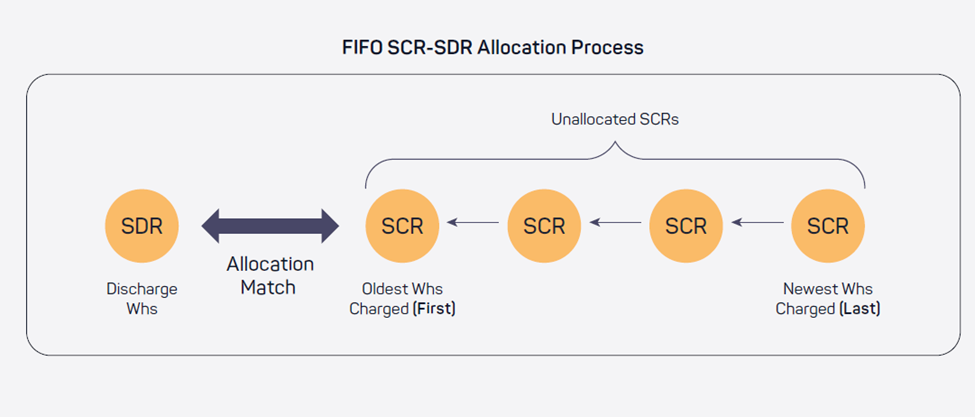 FIFO SCR-SDR Allocation Process
Unallocated SCRs
SDR
SCR
SCR
SCR
SCR
Allocation
Match
Discharge
Whs
Oldest Whs
Charged (First)
Newest Whs
Charged (Last)